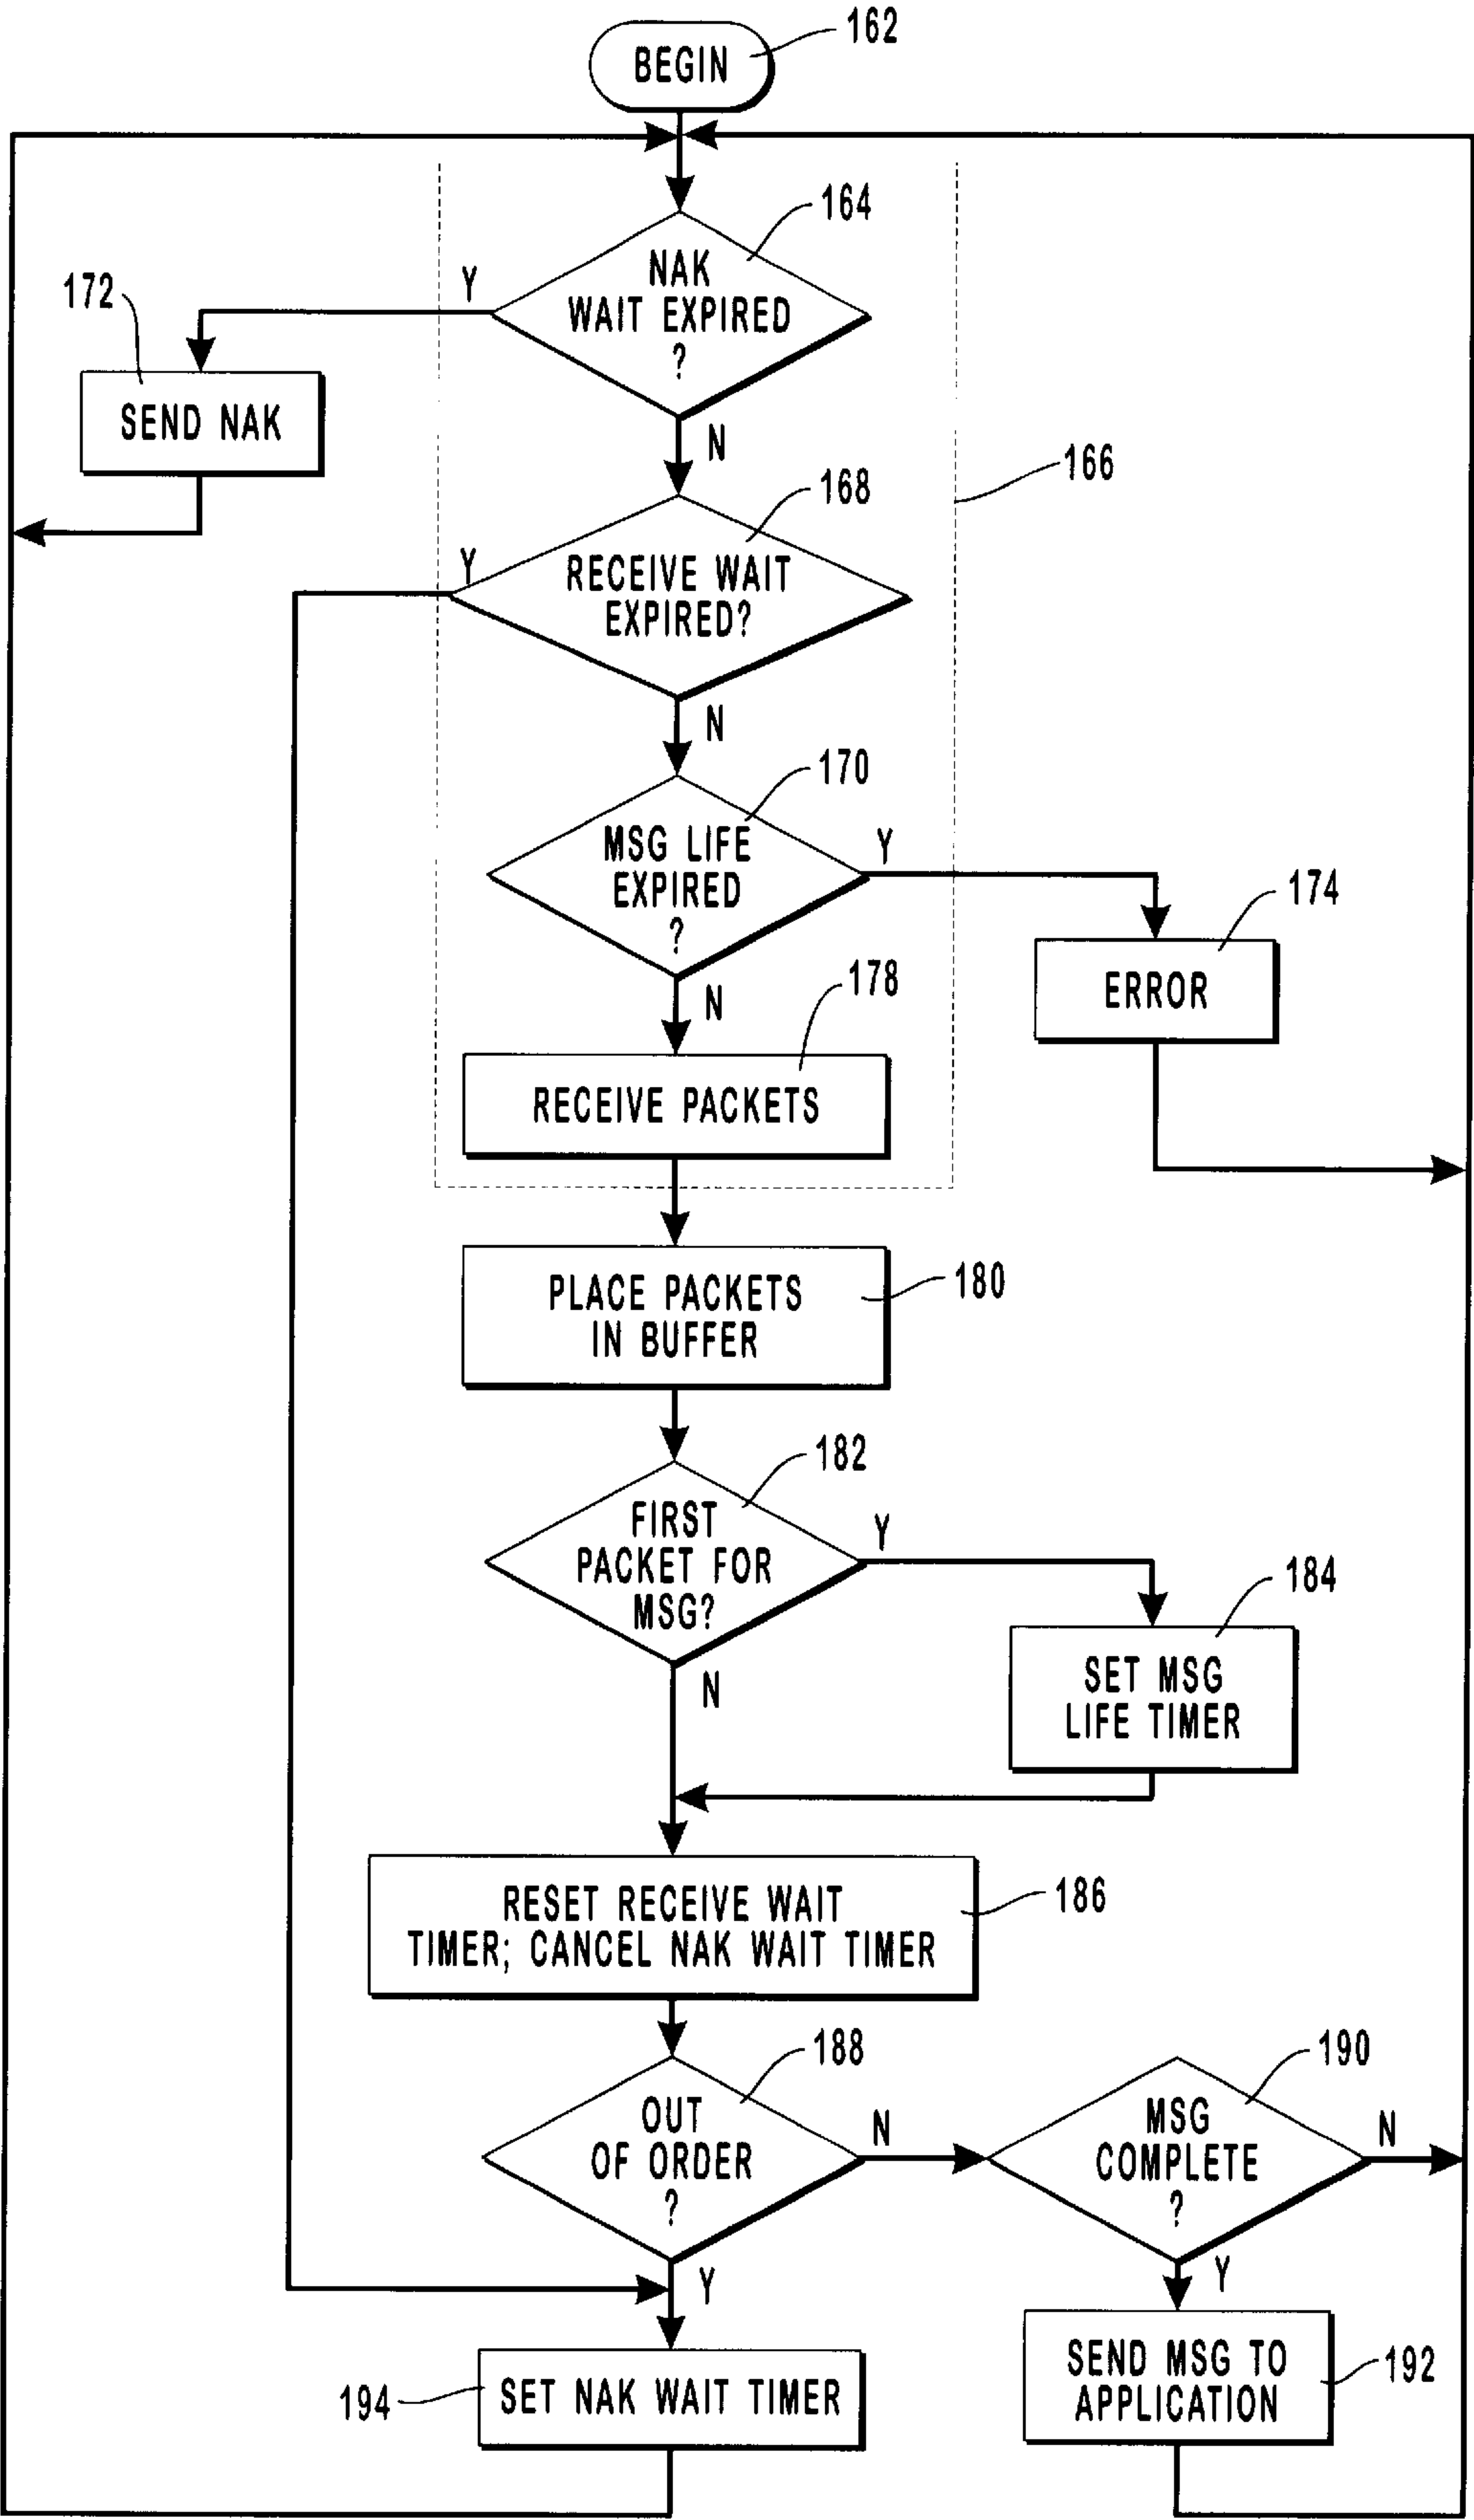 162
BEGIN
164
NAK
WAIT EXPIRED
?
Y
172
SEND NAK
N
166
168
Y
RECEIVE WAIT
EXPIRED?
N
170
MSG LIFE
EXPIRED
?
Y
174
ERROR
N
178
RECEIVE PACKETS
PLACE PACKETS
IN BUFFER
180
182
FIRST
PACKET FOR
MSG?
Y
184
SET MSG
LIFE TIMER
N
RESET RECEIVE WAIT
TIMER; CANCEL NAK WAIT TIMER
186
188
OUT
OF ORDER
?
N
190
MSG
COMPLETE
?
N
Y
Y
194
SET NAK WAIT TIMER
SEND MSG TO
APPLICATION
192